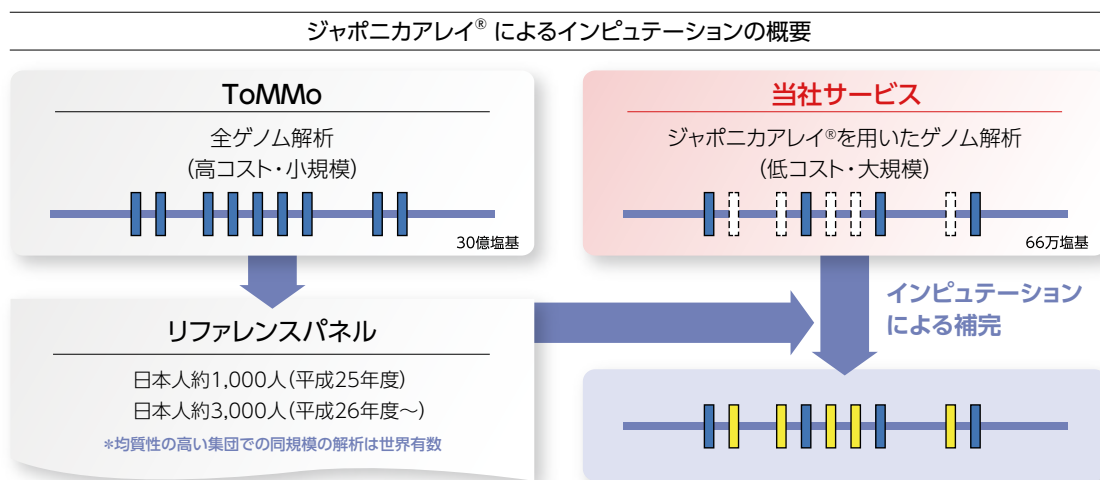 ジャポニカアレイ® によるインピュテーションの概要
ToMMo
全ゲノム解析
(高コスト・小規模)
30億塩基
当社サービス
ジャポニカアレイ®を用いたゲノム解析
(低コスト・大規模)
66万塩基
リファレンスパネル
日本人約1,000人(平成25年度)
日本人約3,000人(平成26年度～)
*均質性の高い集団での同規模の解析は世界有数
インピュテーション
による補完